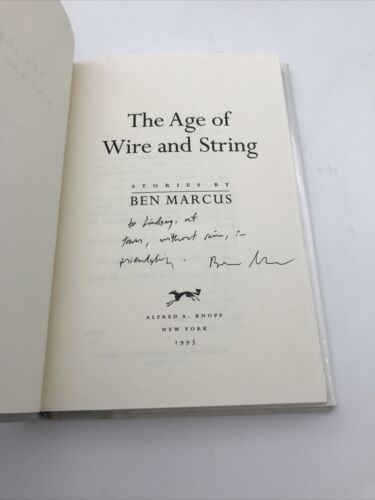 The Age of
Wire and String
STORIES BY
BEN MARCUS
to Lindsay, at
without
friendship. Ben
ALFRED A. KNOPF
NEW YORK
1995